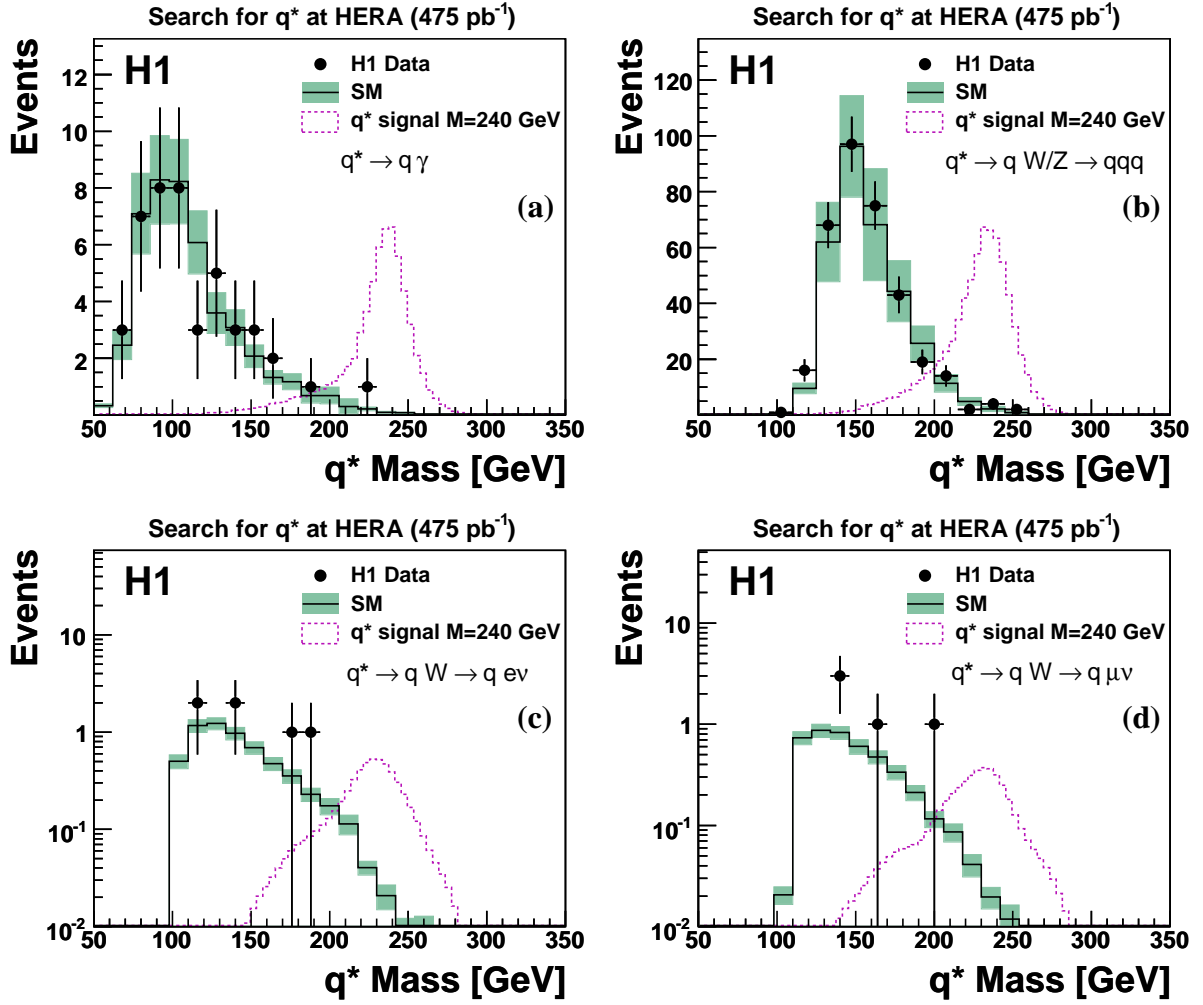 Search for q* at HERA (475 pb⁻¹)
Events
12
10
8
6
4
2
H1
H1 Data
SM
q* signal M=240 GeV
q* → q γ
(a)
50 100 150 200 250 300 350
q* Mass [GeV]
Search for q* at HERA (475 pb⁻¹)
Events
120
100
80
60
40
20
H1
H1 Data
SM
q* signal M=240 GeV
q* → q W/Z → qqq
(b)
50 100 150 200 250 300 350
q* Mass [GeV]
Search for q* at HERA (475 pb⁻¹)
Events
10
1
10⁻¹
10⁻²
H1
H1 Data
SM
q* signal M=240 GeV
q* → q W → q eν
(c)
50 100 150 200 250 300 350
q* Mass [GeV]
Search for q* at HERA (475 pb⁻¹)
Events
10
1
10⁻¹
10⁻²
H1
H1 Data
SM
q* signal M=240 GeV
q* → q W → q μν
(d)
50 100 150 200 250 300 350
q* Mass [GeV]